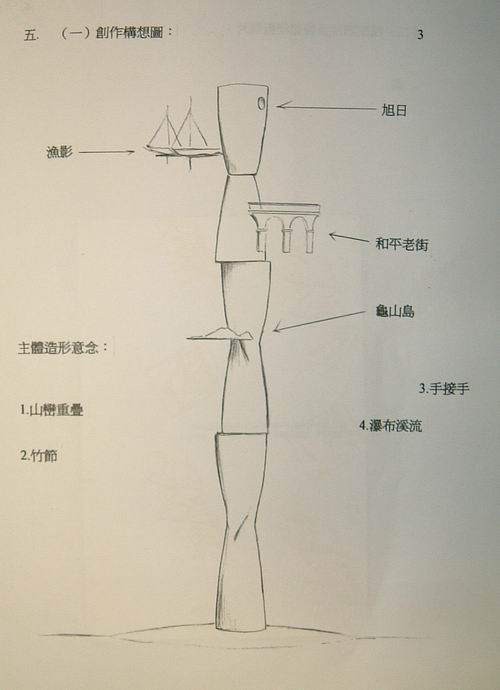 五. （一）創作構想圖：
3
旭日
漁影
和平老街
龜山島
主體造形意念：
3.手接手
1.山巒重疊
4.瀑布溪流
2.竹節